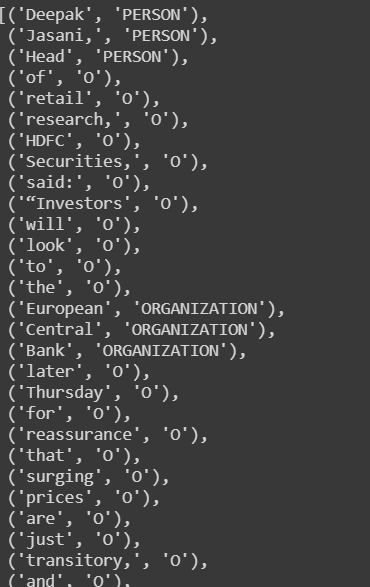 [('Deepak', 'PERSON'),
('Jasani,', 'PERSON'),
('Head', 'PERSON'),
('of', 'O'),
('retail', 'O'),
('research,', 'O'),
('HDFC', 'O'),
('Securities,', 'O'),
('said:', 'O'),
('“Investors', 'O'),
('will', 'O'),
('look', 'O'),
('to', 'O'),
('the', 'O'),
('European', 'ORGANIZATION'),
('Central', 'ORGANIZATION'),
('Bank', 'ORGANIZATION'),
('later', 'O'),
('Thursday', 'O'),
('for', 'O'),
('reassurance', 'O'),
('that', 'O'),
('surging', 'O'),
('prices', 'O'),
('are', 'O'),
('just', 'O'),
('transitory,', 'O'),
('and', 'O'),